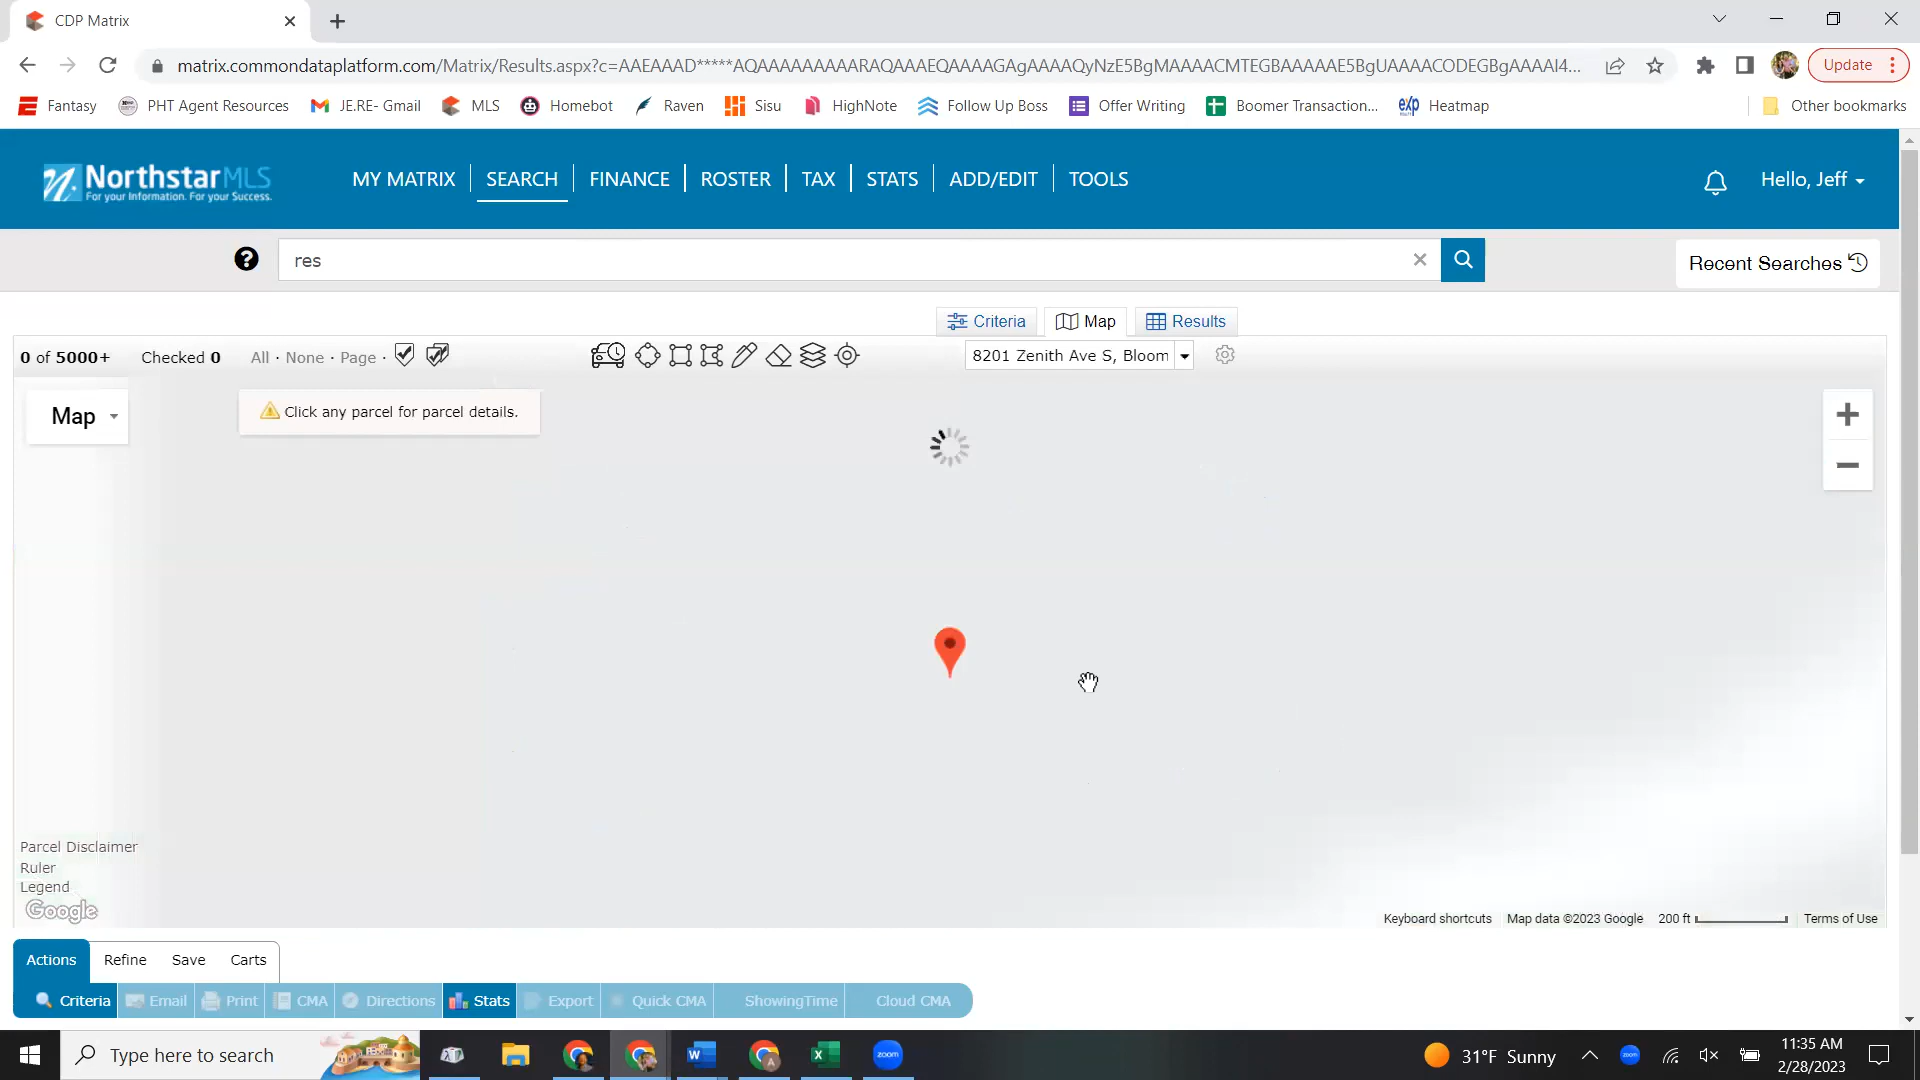 CDP Matrix
matrix.commondataplatform.com/Matrix/Results.aspx?c=AAEAAAD*****AQAAAAAAAAARAQAAAEQAAAAGAgAAAAQyNzE5BgMAAAACMTEGBAAAAAE5BgUAAAACODEGBgAAAAI4...
Update
Fantasy
PHT Agent Resources
JE.RE- Gmail
MLS
Homebot
Raven
Sisu
HighNote
Follow Up Boss
Offer Writing
Boomer Transaction...
eXp
Heatmap
Other bookmarks
NorthstarMLS
For your Information. For your Success.
MY MATRIX
SEARCH
FINANCE
ROSTER
TAX
STATS
ADD/EDIT
TOOLS
Hello, Jeff
res
Recent Searches
Criteria
Map
Results
0 of 5000+
Checked 0
All · None · Page ·
8201 Zenith Ave S, Bloom
Map
Click any parcel for parcel details.
Parcel Disclaimer
Ruler
Legend
Google
Keyboard shortcuts
Map data ©2023 Google
200 ft
Terms of Use
Actions
Refine
Save
Carts
Criteria
Email
Print
CMA
Directions
Stats
Export
Quick CMA
ShowingTime
Cloud CMA
Type here to search
zoom
zoom
31°F Sunny
11:35 AM
2/28/2023